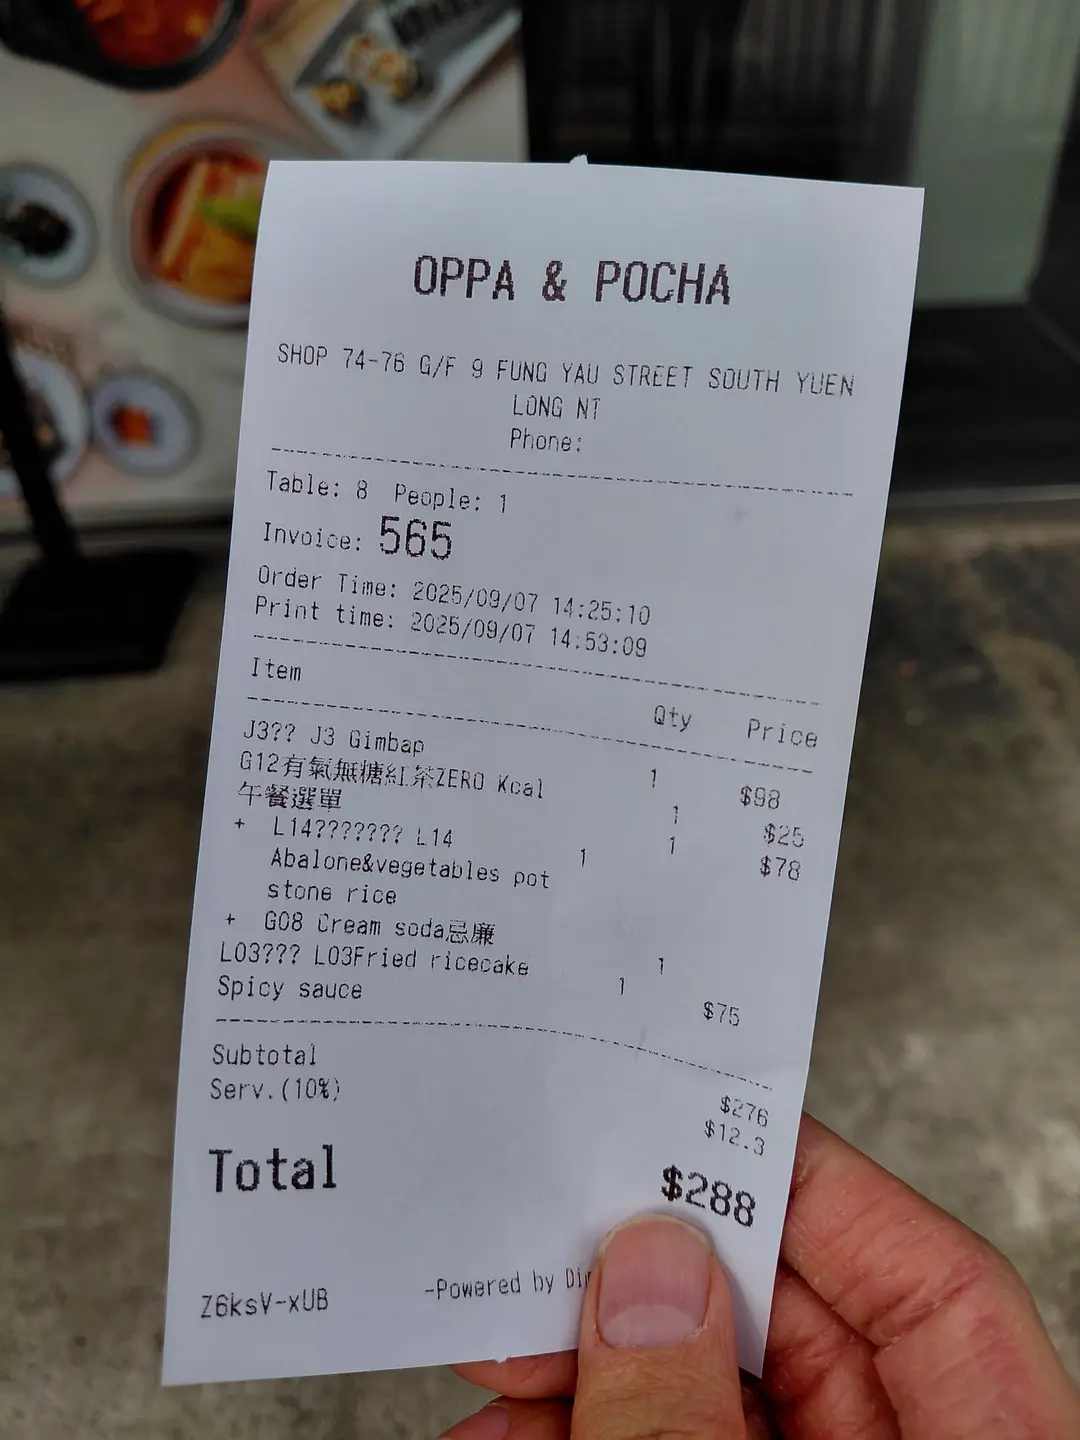 OPPA & POCHA
SHOP 74-76 G/F 9 FUNG YAU STREET SOUTH YUEN
LONG NT
Phone:
Table: 8 People: 1
Invoice: 565
Order Time: 2025/09/07 14:25:10
Print time: 2025/09/07 14:53:09
Item Qty Price
J3?? J3 Gimbap 1 $98
G12有氣無糖紅茶ZERO Kcal 1 $25
午餐選單 1 $78
+ L14??????? L14 1
Abalone&vegetables pot
stone rice
+ G08 Cream soda忌廉 1
L03??? L03Fried ricecake 1 $75
Spicy sauce
Subtotal $276
Serv.(10%) $12.3
Total $288
Z6ksV-xUB -Powered by